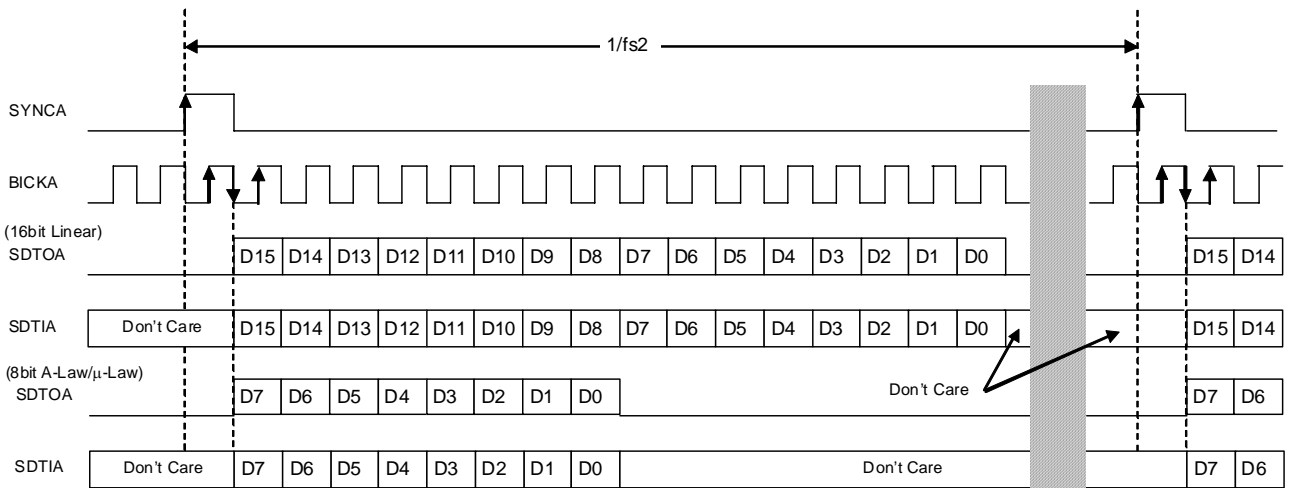 1/fs2
SYNCA
BICKA
(16bit Linear)
SDTOA D15 D14 D13 D12 D11 D10 D9 D8 D7 D6 D5 D4 D3 D2 D1 D0 D15 D14
SDTIA Don't Care D15 D14 D13 D12 D11 D10 D9 D8 D7 D6 D5 D4 D3 D2 D1 D0 D15 D14
(8bit A-Law/μ-Law)
SDTOA D7 D6 D5 D4 D3 D2 D1 D0 Don't Care D7 D6
SDTIA Don't Care D7 D6 D5 D4 D3 D2 D1 D0 Don't Care D7 D6